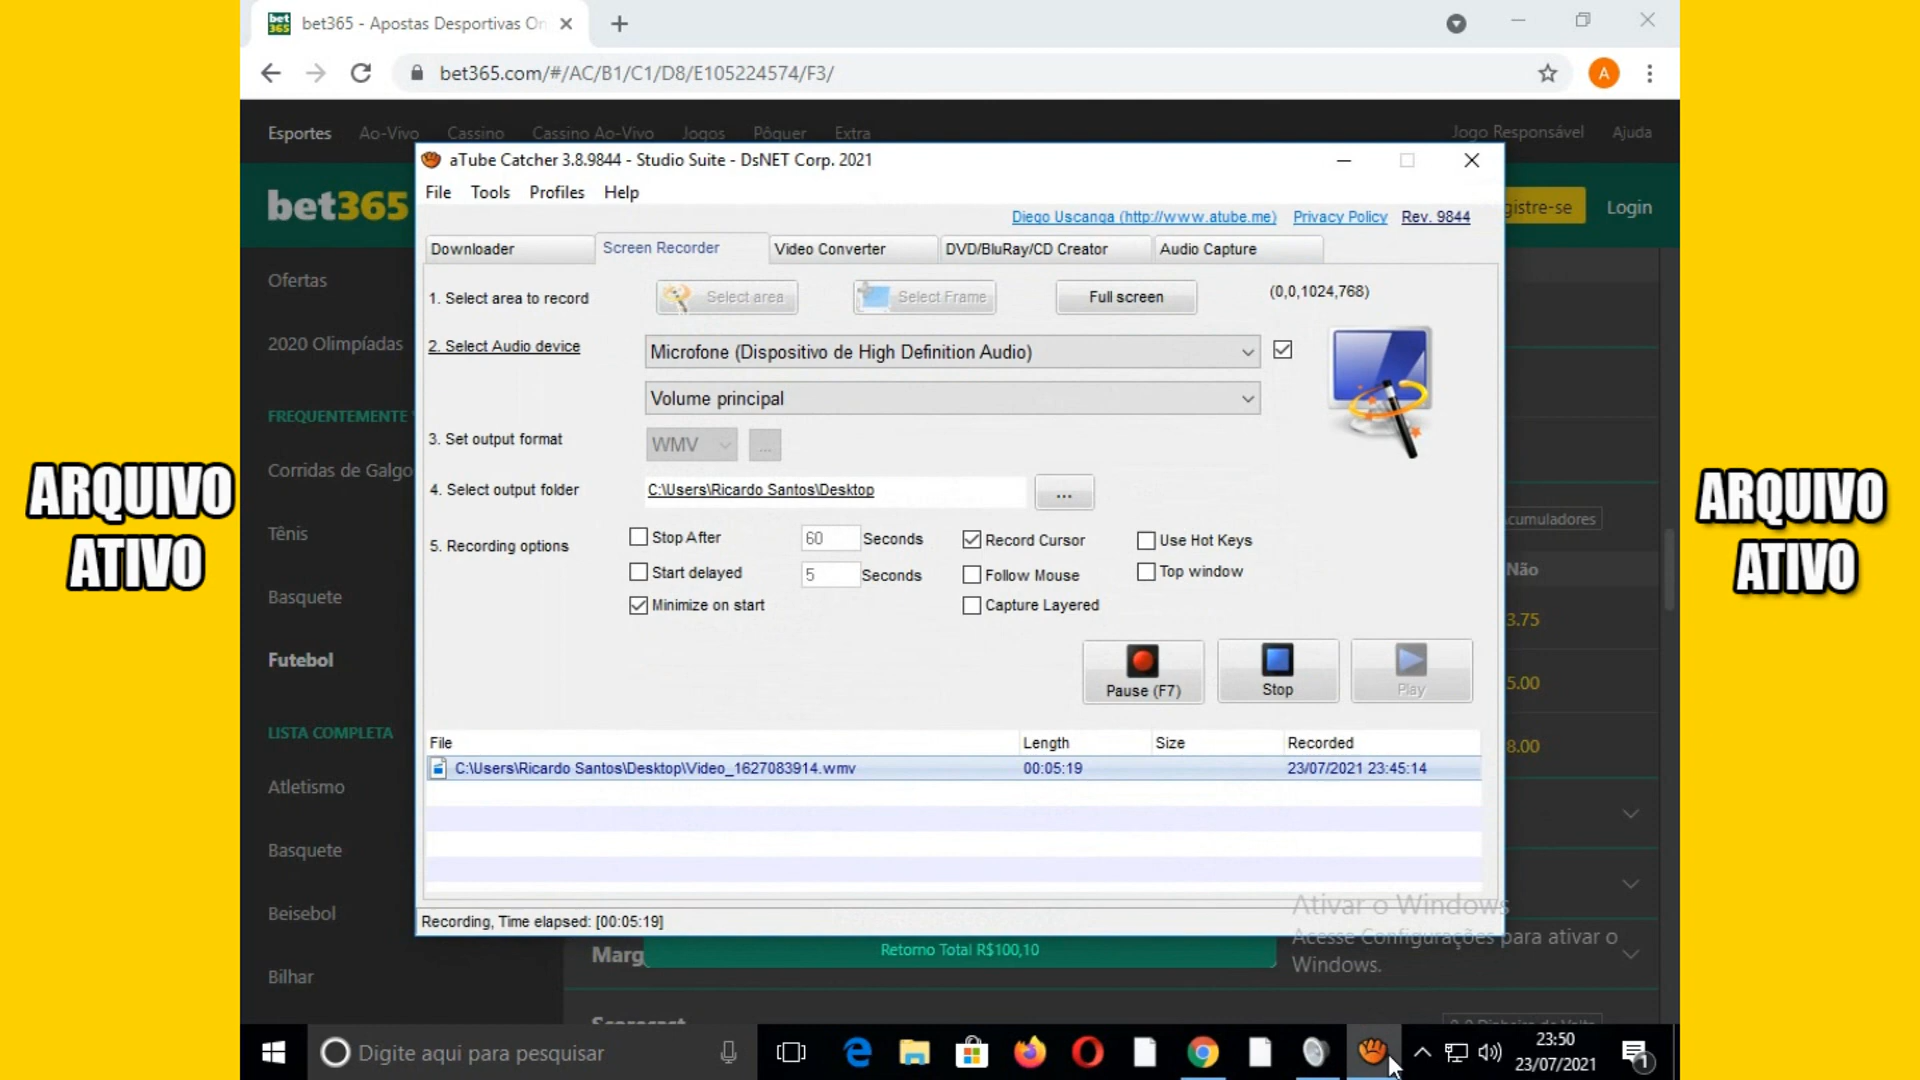 bet365 - Apostas Desportivas On
bet365.com/#/AC/B1/C1/D8/E105224574/F3/
A
Esportes Ao-Vivo Cassino Cassino Ao-Vivo Jogos Pôquer Extra Jogo Responsável Ajuda
bet365
gistre-se
Login
aTube Catcher 3.8.9844 - Studio Suite - DsNET Corp. 2021
File Tools Profiles Help
Diego Uscanga (http://www.atube.me) Privacy Policy Rev. 9844
Downloader Screen Recorder Video Converter DVD/BluRay/CD Creator Audio Capture
1. Select area to record Select area Select Frame Full screen (0,0,1024,768)
2. Select Audio device Microfone (Dispositivo de High Definition Audio)
Volume principal
3. Set output format WMV ...
4. Select output folder C:\Users\Ricardo Santos\Desktop ...
5. Recording options
Stop After 60 Seconds Record Cursor Use Hot Keys
Start delayed 5 Seconds Follow Mouse Top window
Minimize on start Capture Layered
Pause (F7) Stop Play
File Length Size Recorded
C:\Users\Ricardo Santos\Desktop\Video_1627083914.wmv 00:05:19 23/07/2021 23:45:14
Recording, Time elapsed: [00:05:19]
Ofertas
2020 Olimpíadas
FREQUENTEMENTE
Corridas de Galgo
Tênis
Basquete
Futebol
LISTA COMPLETA
Atletismo
Basquete
Beisebol
Bilhar
cumuladores
Não
3.75
5.00
8.00
Marg
Retorno Total R$100,10
Ativar o Windows
Acesse Configurações para ativar o
Windows.
ARQUIVO
ATIVO
ARQUIVO
ATIVO
Digite aqui para pesquisar
23:50
23/07/2021
1